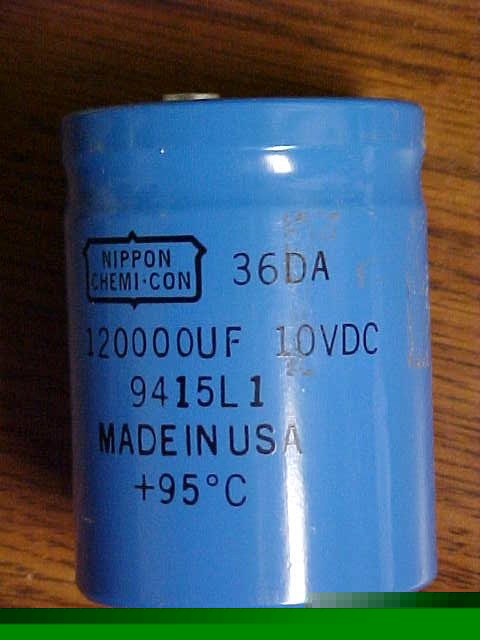 NIPPON
CHEMI·CON
36DA
120000UF 10VDC
9415L1
MADE IN USA
+95°C